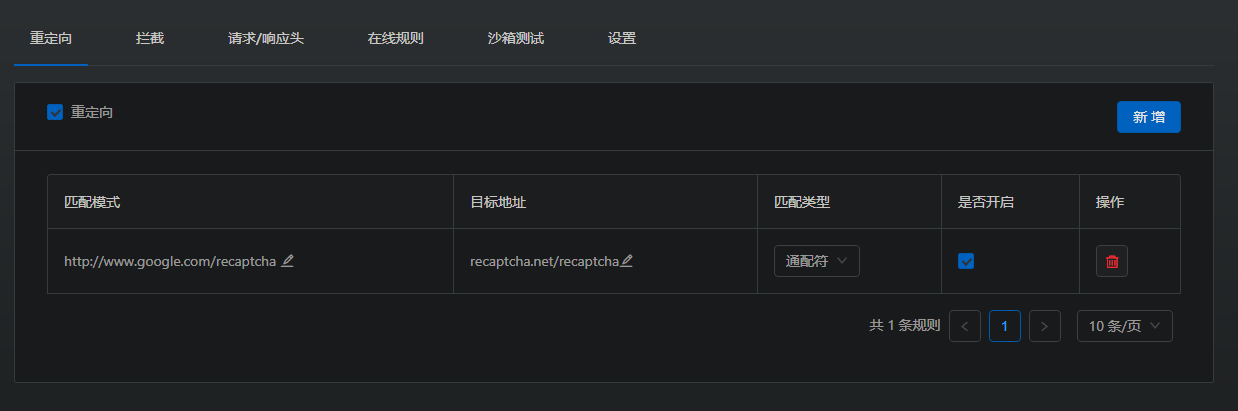 重定向 拦截 请求/响应头 在线规则 沙箱测试 设置
重定向 新 增
匹配模式 目标地址 匹配类型 是否开启 操作
http://www.google.com/recaptcha recaptcha.net/recaptcha 通配符
共 1 条规则 < 1 > 10 条/页